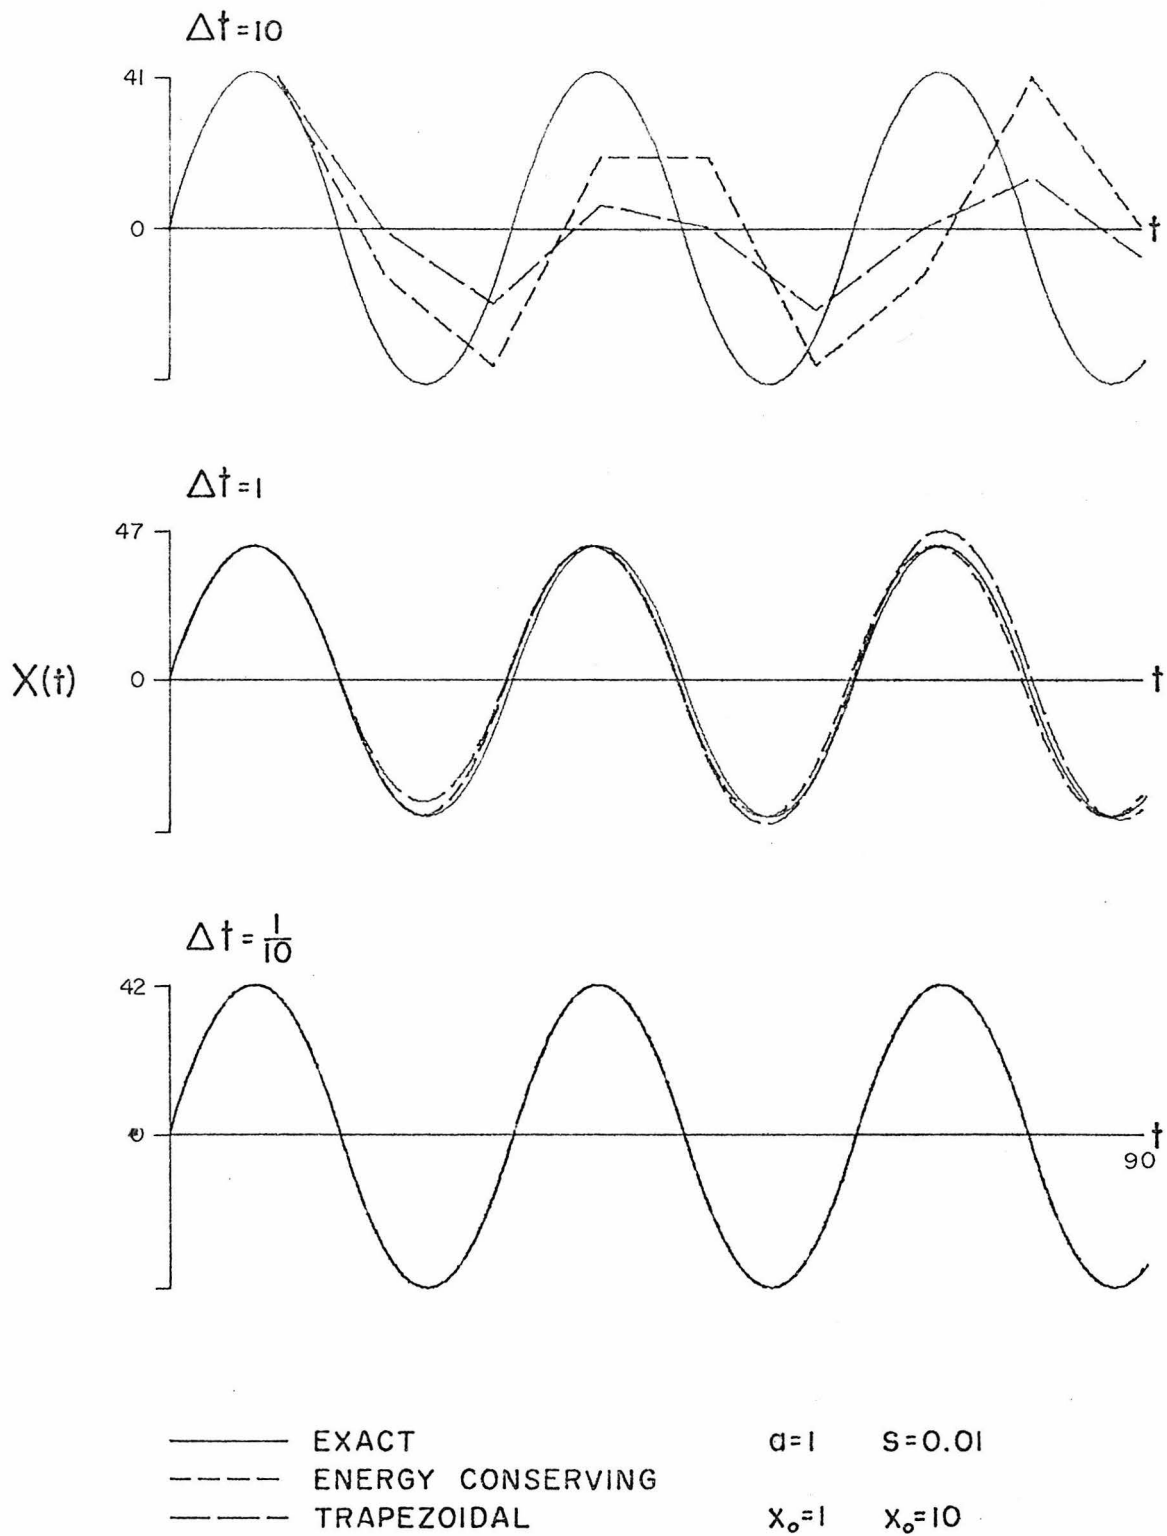 Δt=10
41
0
t
Δt=1
47
X(t)
0
t
Δt=1/10
42
0
t
90
EXACT a=1 s=0.01
ENERGY CONSERVING
TRAPEZOIDAL x₀=1 x₀=10